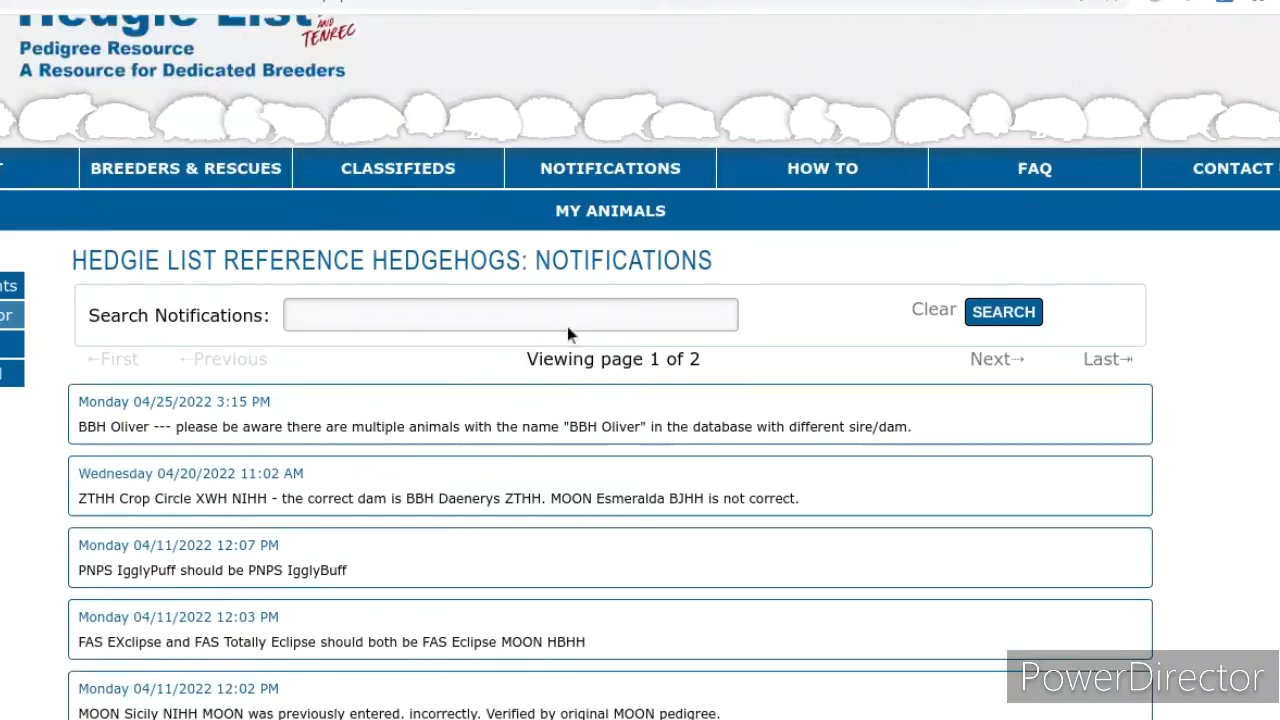 Hedgie List
AND
TENREC
Pedigree Resource
A Resource for Dedicated Breeders
BREEDERS & RESCUES
CLASSIFIEDS
NOTIFICATIONS
HOW TO
FAQ
CONTACT
MY ANIMALS
HEDGIE LIST REFERENCE HEDGEHOGS: NOTIFICATIONS
Search Notifications:
Clear
SEARCH
←First
←Previous
Viewing page 1 of 2
Next→
Last⇥
Monday 04/25/2022 3:15 PM
BBH Oliver --- please be aware there are multiple animals with the name "BBH Oliver" in the database with different sire/dam.
Wednesday 04/20/2022 11:02 AM
ZTHH Crop Circle XWH NIHH - the correct dam is BBH Daenerys ZTHH. MOON Esmeralda BJHH is not correct.
Monday 04/11/2022 12:07 PM
PNPS IgglyPuff should be PNPS IgglyBuff
Monday 04/11/2022 12:03 PM
FAS EXclipse and FAS Totally Eclipse should both be FAS Eclipse MOON HBHH
Monday 04/11/2022 12:02 PM
MOON Sicily NIHH MOON was previously entered. incorrectly. Verified by original MOON pedigree.
PowerDirector